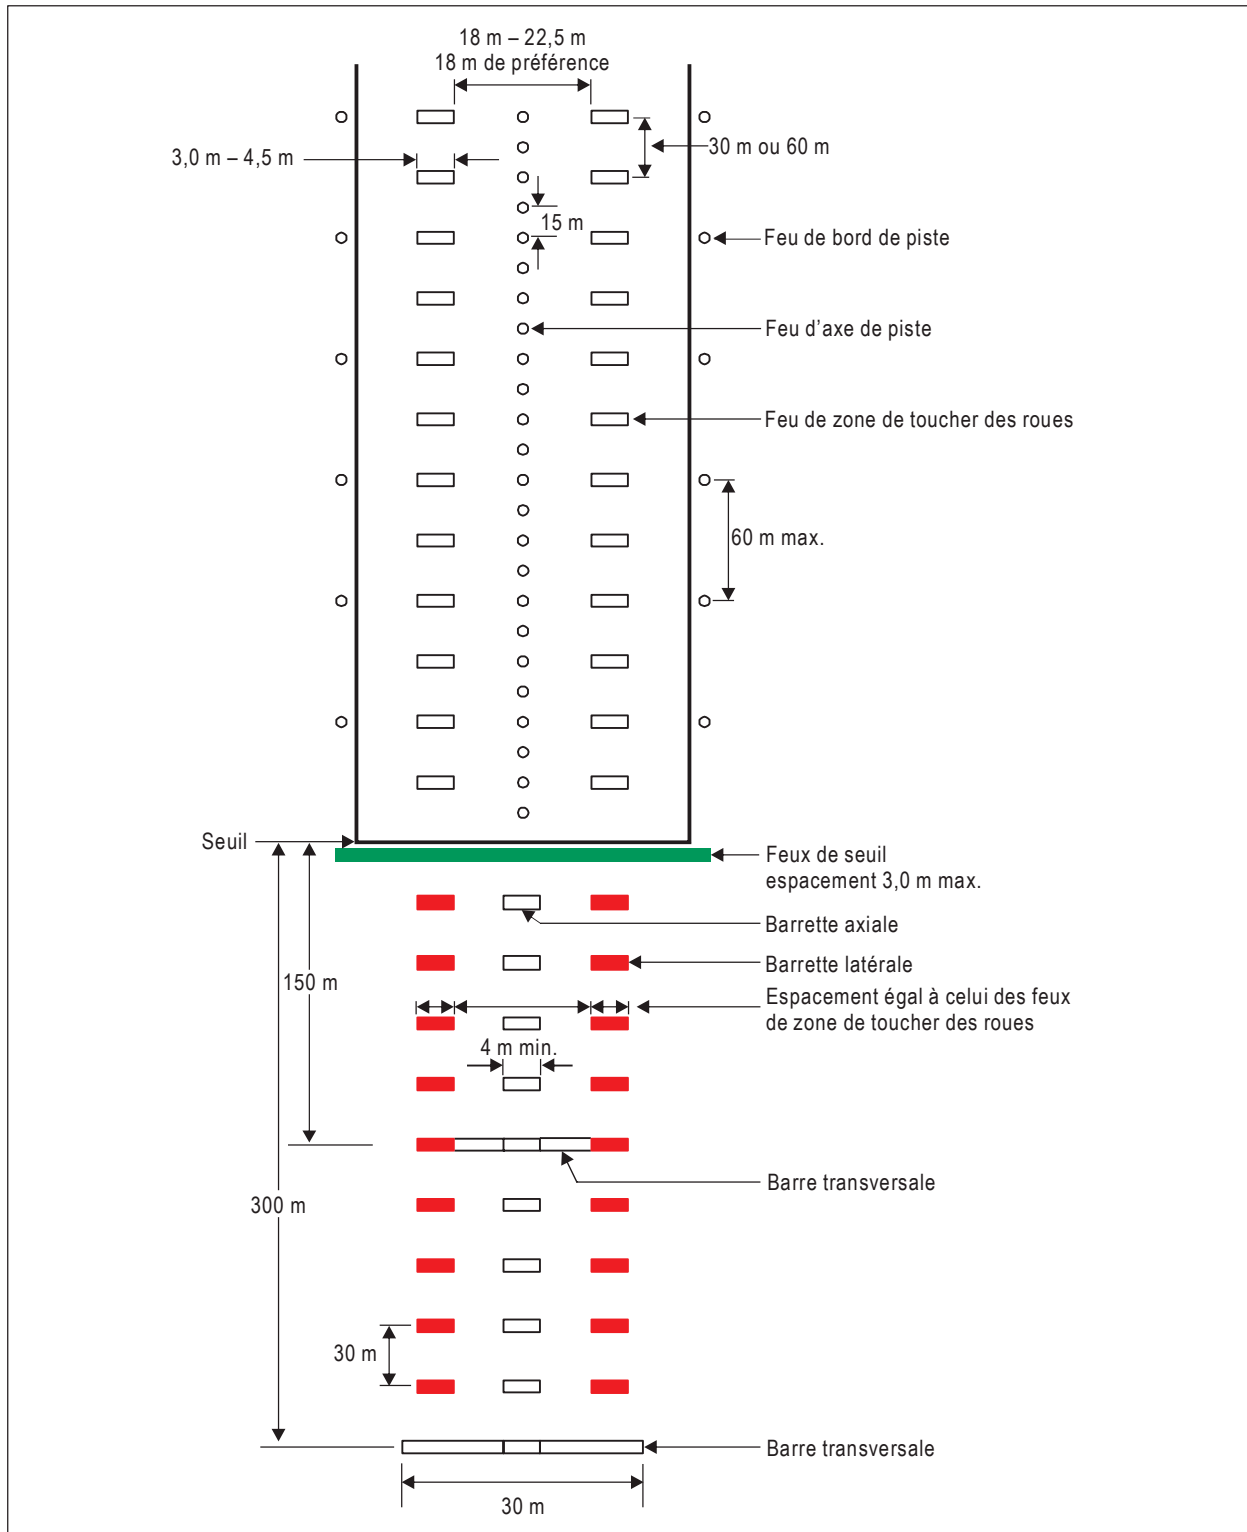 18 m – 22,5 m
18 m de préférence
3,0 m – 4,5 m
30 m ou 60 m
15 m
Feu de bord de piste
Feu d'axe de piste
Feu de zone de toucher des roues
60 m max.
Seuil
Feux de seuil
espacement 3,0 m max.
Barrette axiale
Barrette latérale
150 m
Espacement égal à celui des feux
de zone de toucher des roues
4 m min.
Barre transversale
300 m
30 m
Barre transversale
30 m